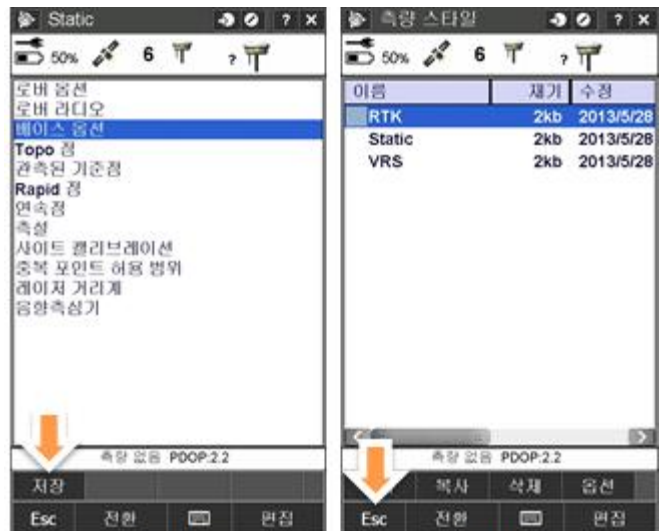 Static
? X
50% 6 ?
로버 옵션
로버 라디오
베이스 옵션
Topo 점
관측된 기준점
Rapid 점
연속점
측설
사이트 캘리브레이션
중복 포인트 허용 범위
레이저 거리계
음향측심기
측량 없음 PDOP:2.2
저장
Esc 전환 편집
측량 스타일
? X
50% 6 ?
이름 재기 수정
RTK 2kb 2013/5/28
Static 2kb 2013/5/28
VRS 2kb 2013/5/28
측량 없음 PDOP:2.2
복사 삭제 옵션
Esc 전환 편집